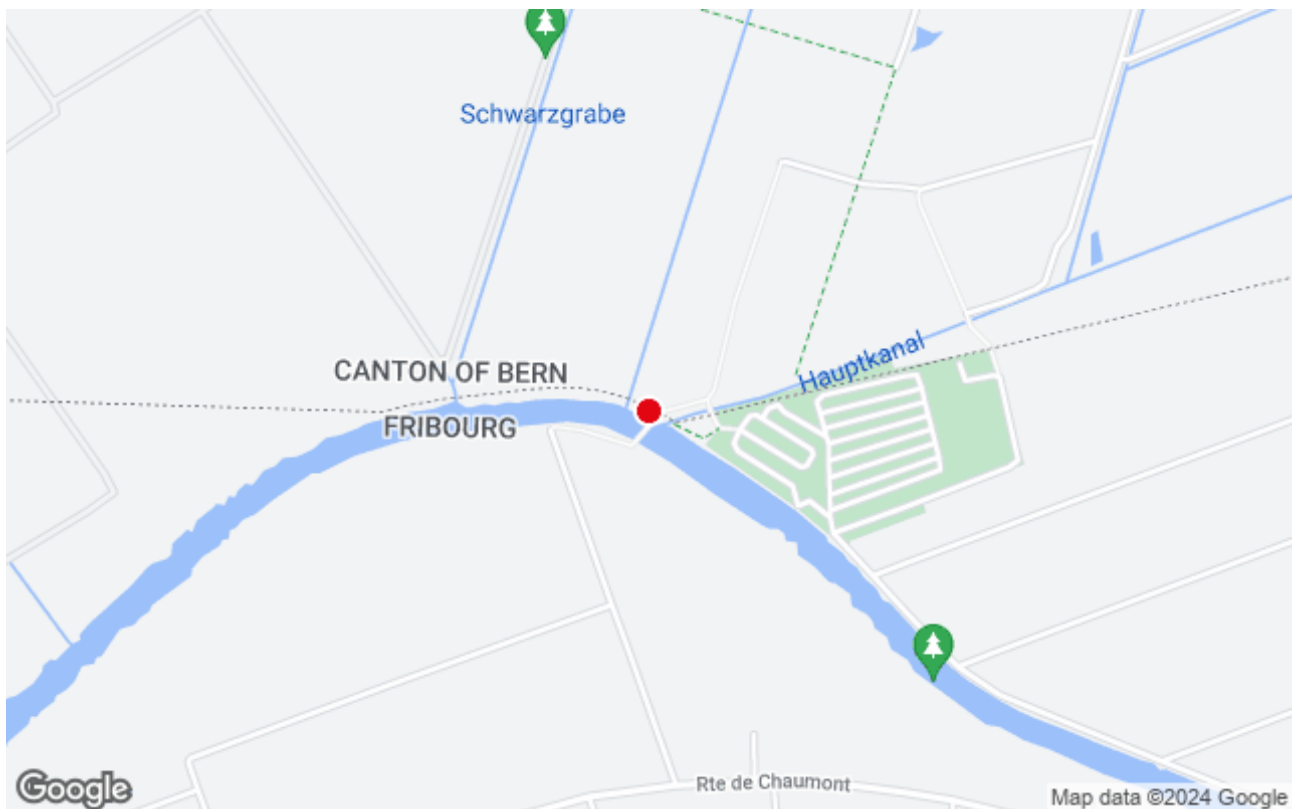 Schwarzgrabe
Hauptkanal
CANTON OF BERN
FRIBOURG
Rte de Chaumont
Google
Map data ©2024 Google